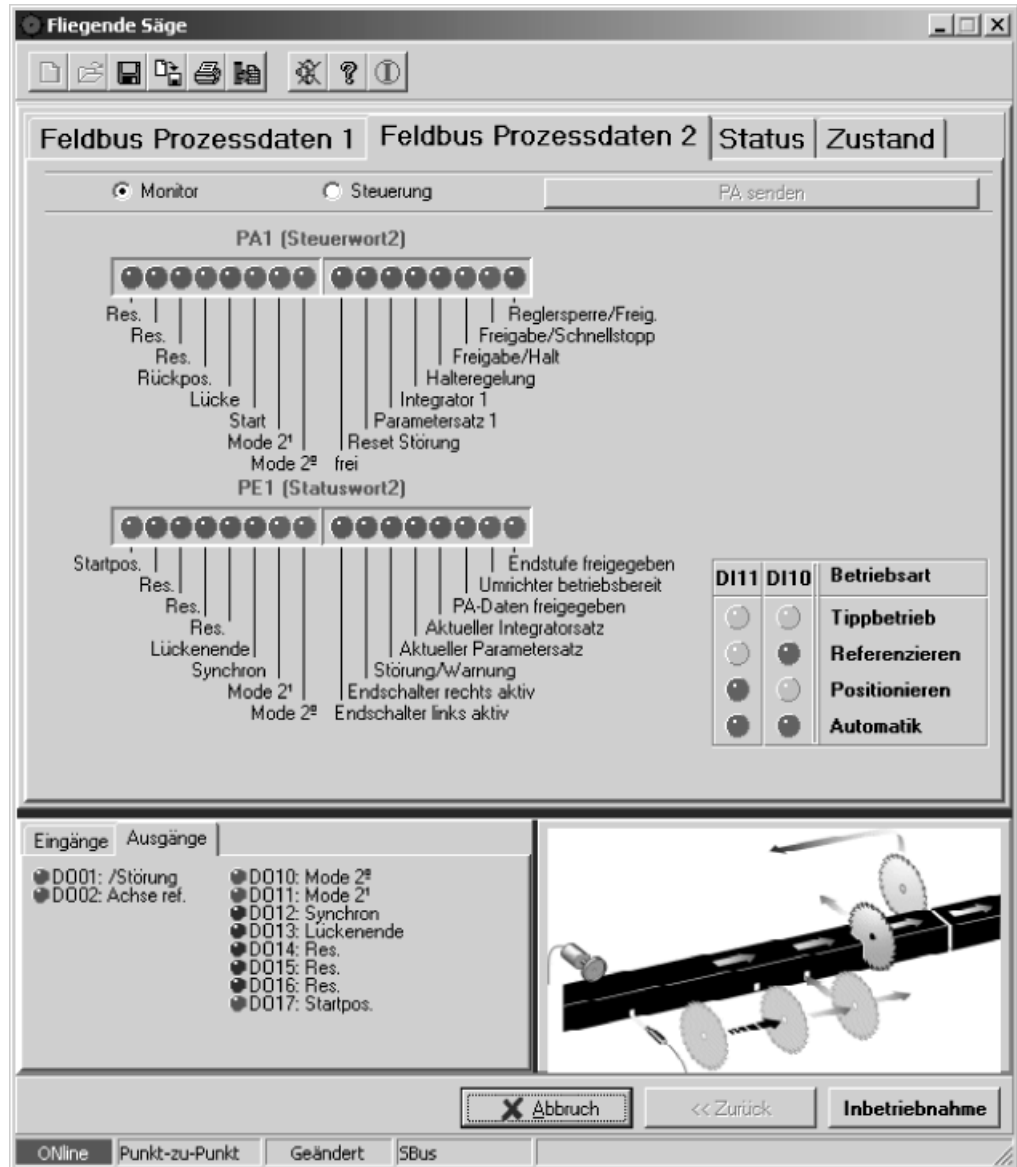 Fliegende Säge
Feldbus Prozessdaten 1
Feldbus Prozessdaten 2
Status
Zustand
Monitor
Steuerung
PA senden
PA1 (Steuerwort2)
Res.
Res.
Res.
Rückpos.
Lücke
Start
Mode 2¹
Mode 2º
Reglersperre/Freig.
Freigabe/Schnellstopp
Freigabe/Halt
Halteregelung
Integrator 1
Parametersatz 1
Reset Störung
frei
PE1 (Statuswort2)
Startpos.
Res.
Res.
Res.
Lückenende
Synchron
Mode 2¹
Mode 2º
Endstufe freigegeben
Umrichter betriebsbereit
PA-Daten freigegeben
Aktueller Integratorsatz
Aktueller Parametersatz
Störung/Warnung
Endschalter rechts aktiv
Endschalter links aktiv
DI11 DI10 Betriebsart
Tippbetrieb
Referenzieren
Positionieren
Automatik
Eingänge
Ausgänge
DO01: /Störung
DO02: Achse ref.
DO10: Mode 2º
DO11: Mode 2¹
DO12: Synchron
DO13: Lückenende
DO14: Res.
DO15: Res.
DO16: Res.
DO17: Startpos.
Abbruch
<< Zurück
Inbetriebnahme
ONline
Punkt-zu-Punkt
Geändert
SBus